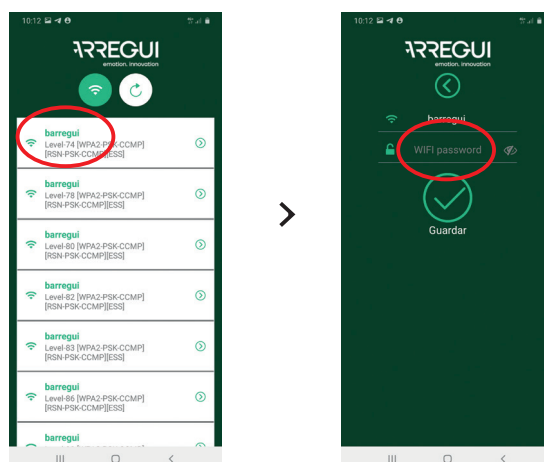 10:12
ARREGUI
emotion. innovation
barregui
Level-74 [WPA2-PSK-CCMP]
[RSN-PSK-CCMP][ESS]
barregui
Level-78 [WPA2-PSK-CCMP]
[RSN-PSK-CCMP][ESS]
barregui
Level-80 [WPA2-PSK-CCMP]
[RSN-PSK-CCMP][ESS]
barregui
Level-82 [WPA2-PSK-CCMP]
[RSN-PSK-CCMP][ESS]
barregui
Level-83 [WPA2-PSK-CCMP]
[RSN-PSK-CCMP][ESS]
barregui
Level-86 [WPA2-PSK-CCMP]
[RSN-PSK-CCMP][ESS]
barregui
>
10:12
ARREGUI
emotion. innovation
barregui
WIFI password
Guardar